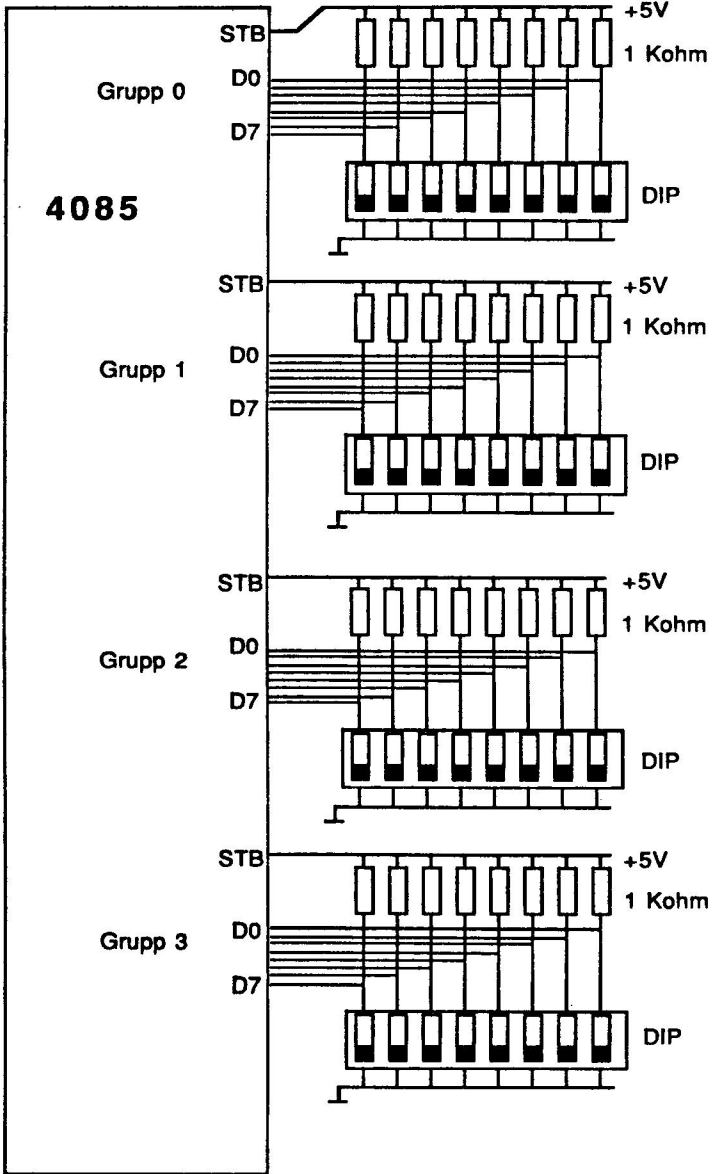 +5V
STB
1 Kohm
D0
Grupp 0
D7
4085
DIP
STB
+5V
1 Kohm
D0
Grupp 1
D7
DIP
STB
+5V
1 Kohm
D0
Grupp 2
D7
DIP
STB
+5V
1 Kohm
D0
Grupp 3
D7
DIP